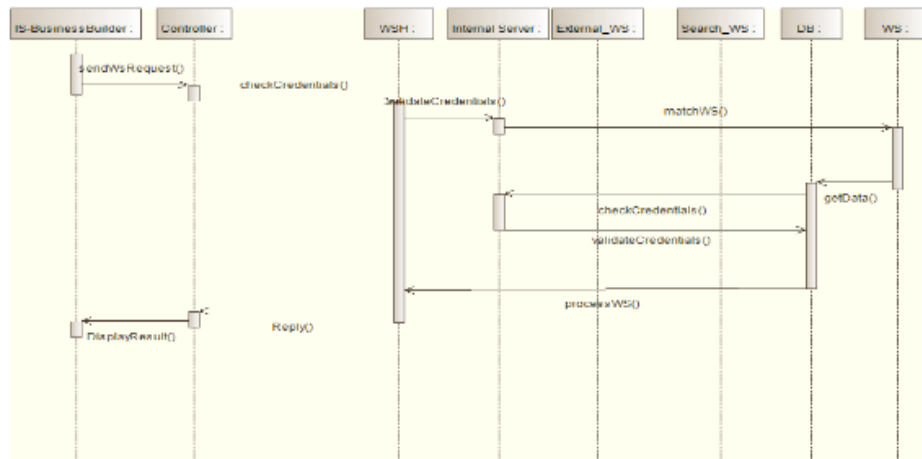 IS-BusinessBuilder :
Controller :
WSH :
Internal Server :
External_WS :
Search_WS :
DB :
WS :
sendWsRequest()
checkCredentials()
validateCredentials()
matchWS()
getData()
checkCredentials()
validateCredentials()
processWS()
Reply()
DisplayResult()